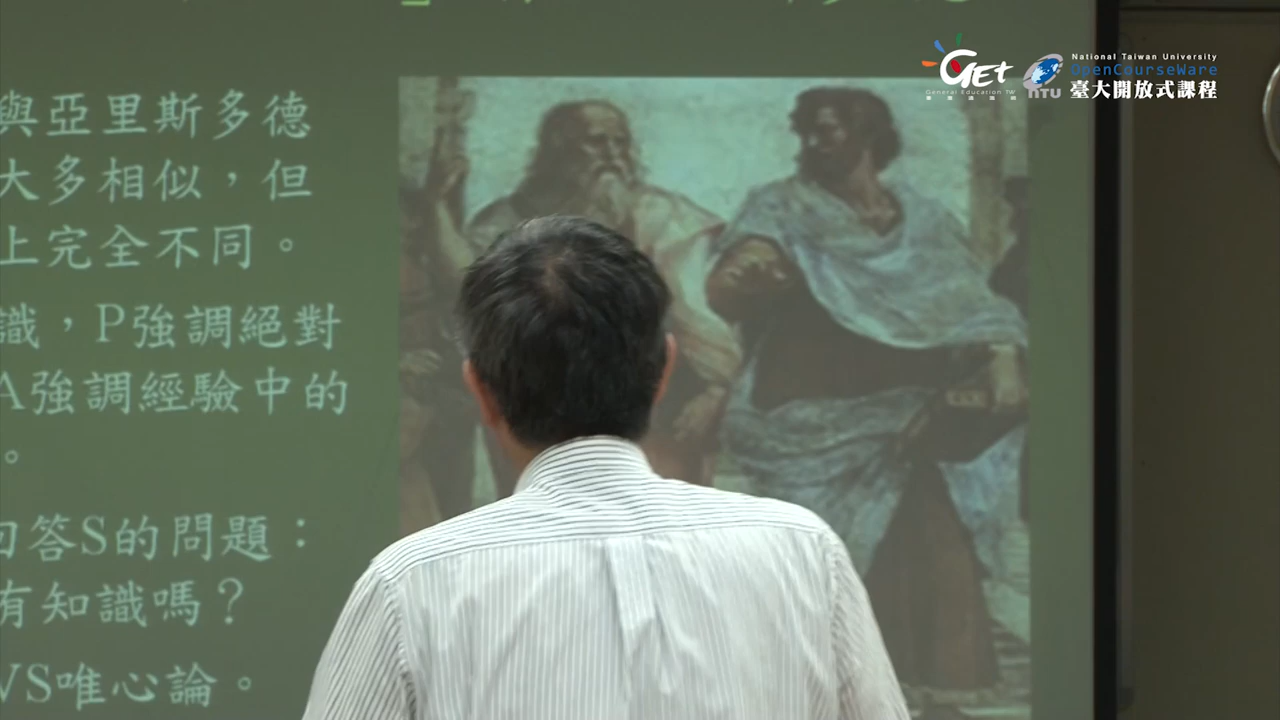 GET
General Education TW
National Taiwan University
OpenCourseWare
NTU 臺大開放式課程
與亞里斯多德
大多相似，但
上完全不同。
識，P強調絕對
A強調經驗中的
。
回答S的問題：
有知識嗎？
VS唯心論。